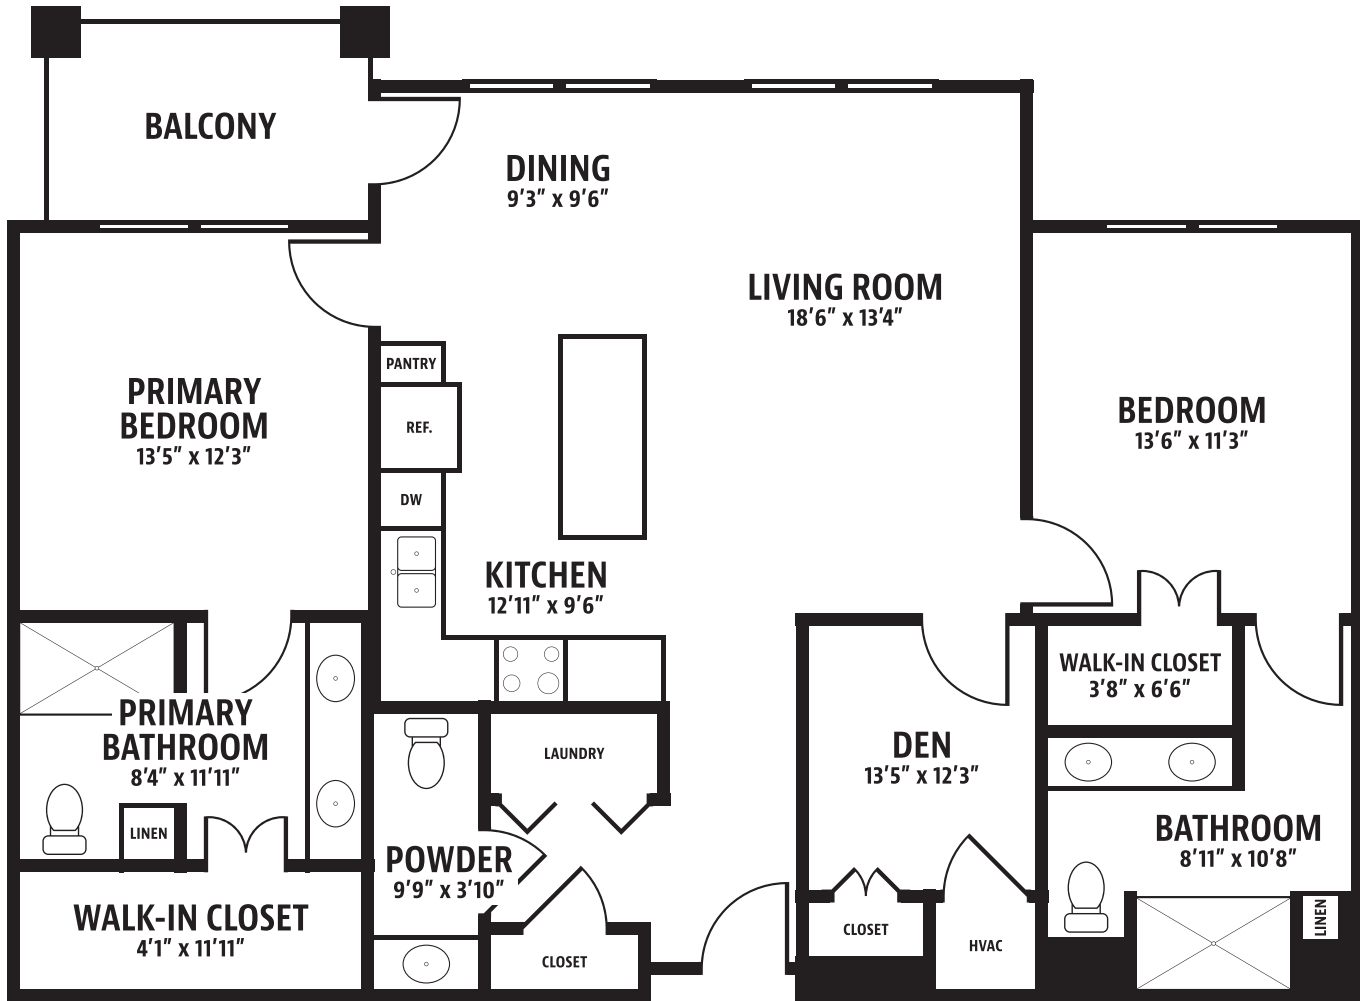 BALCONY
DINING
9'3" x 9'6"
LIVING ROOM
18'6" x 13'4"
PRIMARY
BEDROOM
13'5" x 12'3"
PANTRY
REF.
DW
KITCHEN
12'11" x 9'6"
BEDROOM
13'6" x 11'3"
WALK-IN CLOSET
3'8" x 6'6"
PRIMARY
BATHROOM
8'4" x 11'11"
LINEN
LAUNDRY
DEN
13'5" x 12'3"
POWDER
9'9" x 3'10"
BATHROOM
8'11" x 10'8"
WALK-IN CLOSET
4'1" x 11'11"
CLOSET
CLOSET
HVAC
LINEN